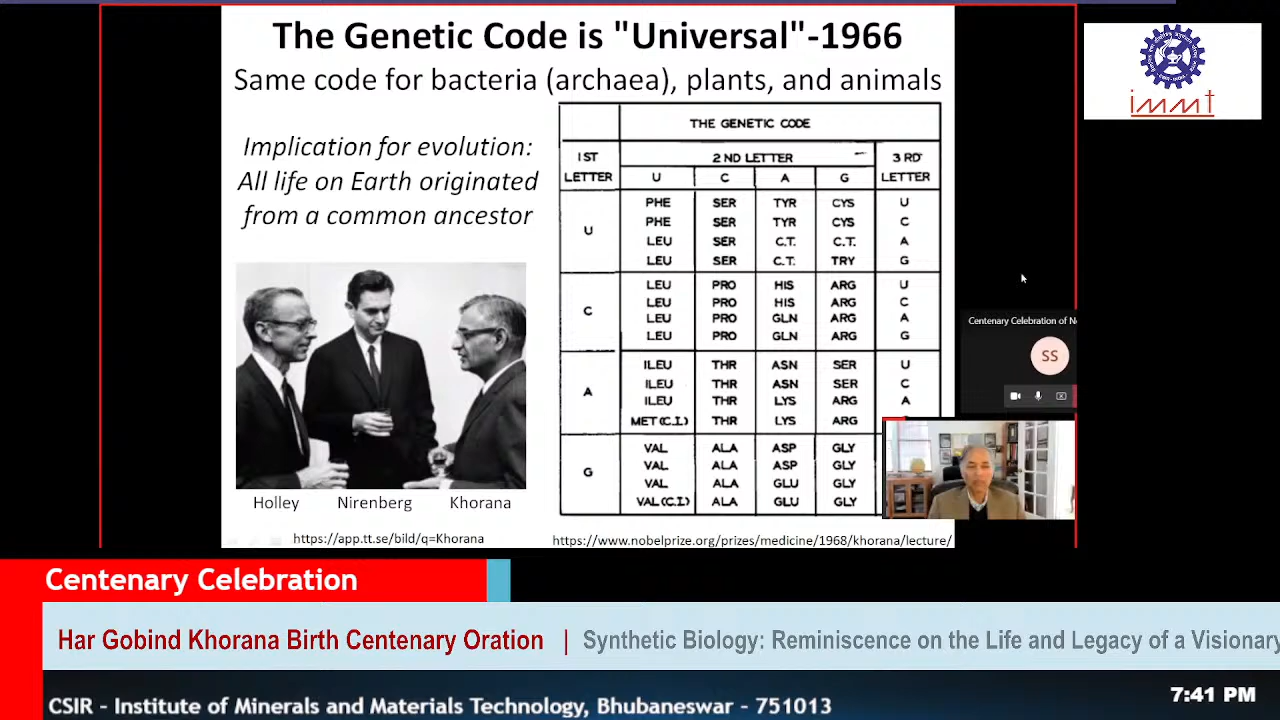 The Genetic Code is "Universal"-1966
Same code for bacteria (archaea), plants, and animals
Implication for evolution:
All life on Earth originated
from a common ancestor
Holley Nirenberg Khorana
https://app.tt.se/bild/q=Khorana
THE GENETIC CODE
1ST LETTER 2ND LETTER 3RD LETTER
U C A G
U
PHE SER TYR CYS U
PHE SER TYR CYS C
LEU SER C.T. C.T. A
LEU SER C.T. TRY G
C
LEU PRO HIS ARG U
LEU PRO HIS ARG C
LEU PRO GLN ARG A
LEU PRO GLN ARG G
A
ILEU THR ASN SER U
ILEU THR ASN SER C
ILEU THR LYS ARG A
MET(C.I.) THR LYS ARG
G
VAL ALA ASP GLY
VAL ALA ASP GLY
VAL ALA GLU GLY
VAL(C.I.) ALA GLU GLY
https://www.nobelprize.org/prizes/medicine/1968/khorana/lecture/
immt
Centenary Celebration of N
SS
Centenary Celebration
Har Gobind Khorana Birth Centenary Oration | Synthetic Biology: Reminiscence on the Life and Legacy of a Visionary
7:41 PM
CSIR - Institute of Minerals and Materials Technology, Bhubaneswar - 751013